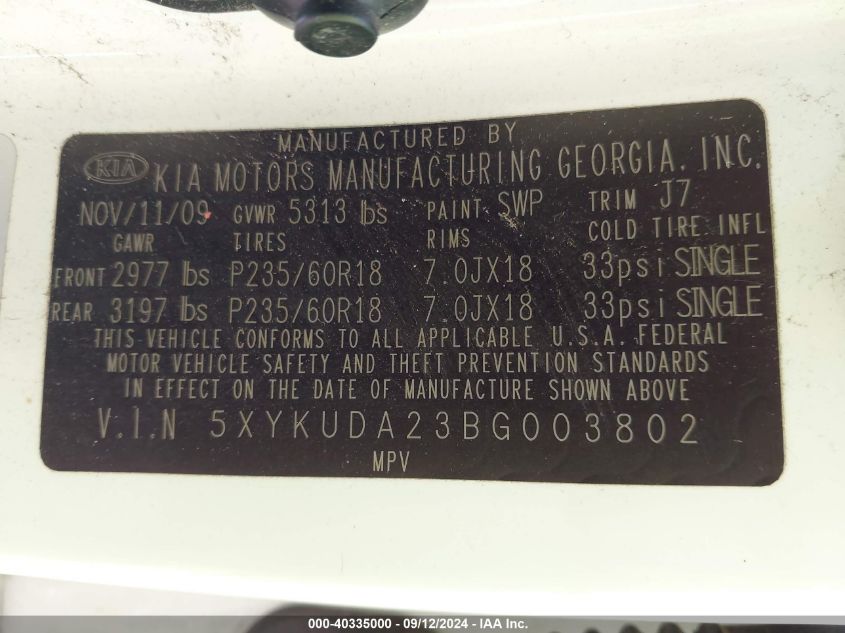 MANUFACTURED BY
KIA KIA MOTORS MANUFACTURING GEORGIA, INC.
NOV/11/09 GVWR 5313 lbs PAINT SWP TRIM J7
GAWR TIRES RIMS COLD TIRE INFL
FRONT 2977 lbs P235/60R18 7.0JX18 33psi SINGLE
REAR 3197 lbs P235/60R18 7.0JX18 33psi SINGLE
THIS VEHICLE CONFORMS TO ALL APPLICABLE U.S.A. FEDERAL
MOTOR VEHICLE SAFETY AND THEFT PREVENTION STANDARDS
IN EFFECT ON THE DATE OF MANUFACTURE SHOWN ABOVE
V.I.N 5XYKUDA23BG003802
MPV
000-40335000 - 09/12/2024 - IAA Inc.